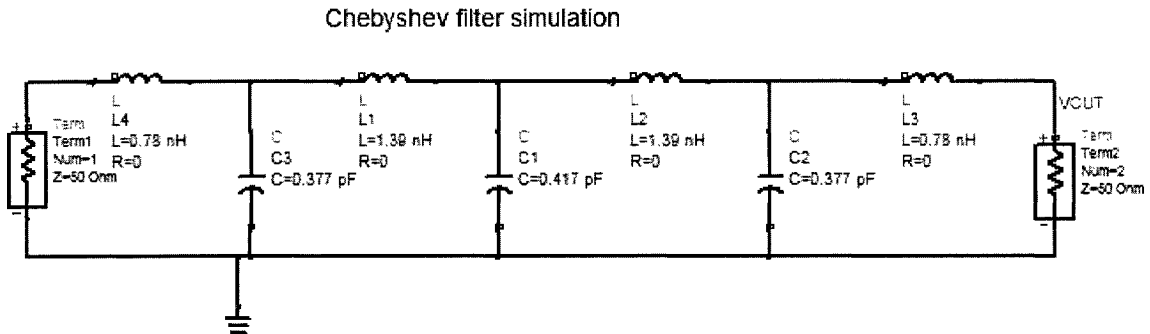 Chebyshev filter simulation
Term
Term1
Num=1
Z=50 Ohm
L
L4
L=0.78 nH
R=0
C
C3
C=0.377 pF
L
L1
L=1.39 nH
R=0
C
C1
C=0.417 pF
L
L2
L=1.39 nH
R=0
C
C2
C=0.377 pF
L
L3
L=0.78 nH
R=0
VOUT
Term
Term2
Num=2
Z=50 Ohm